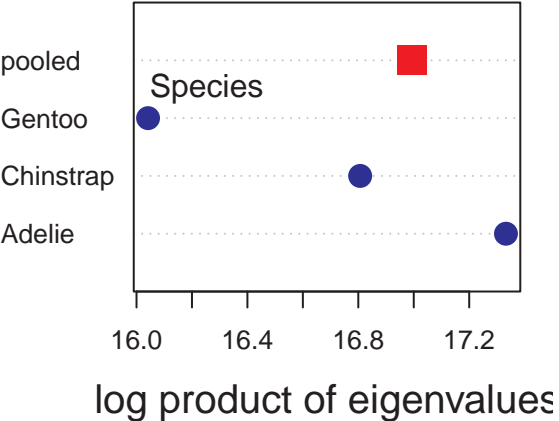 pooled
Species
Gentoo
Chinstrap
Adelie
16.0 16.4 16.8 17.2
log product of eigenvalues